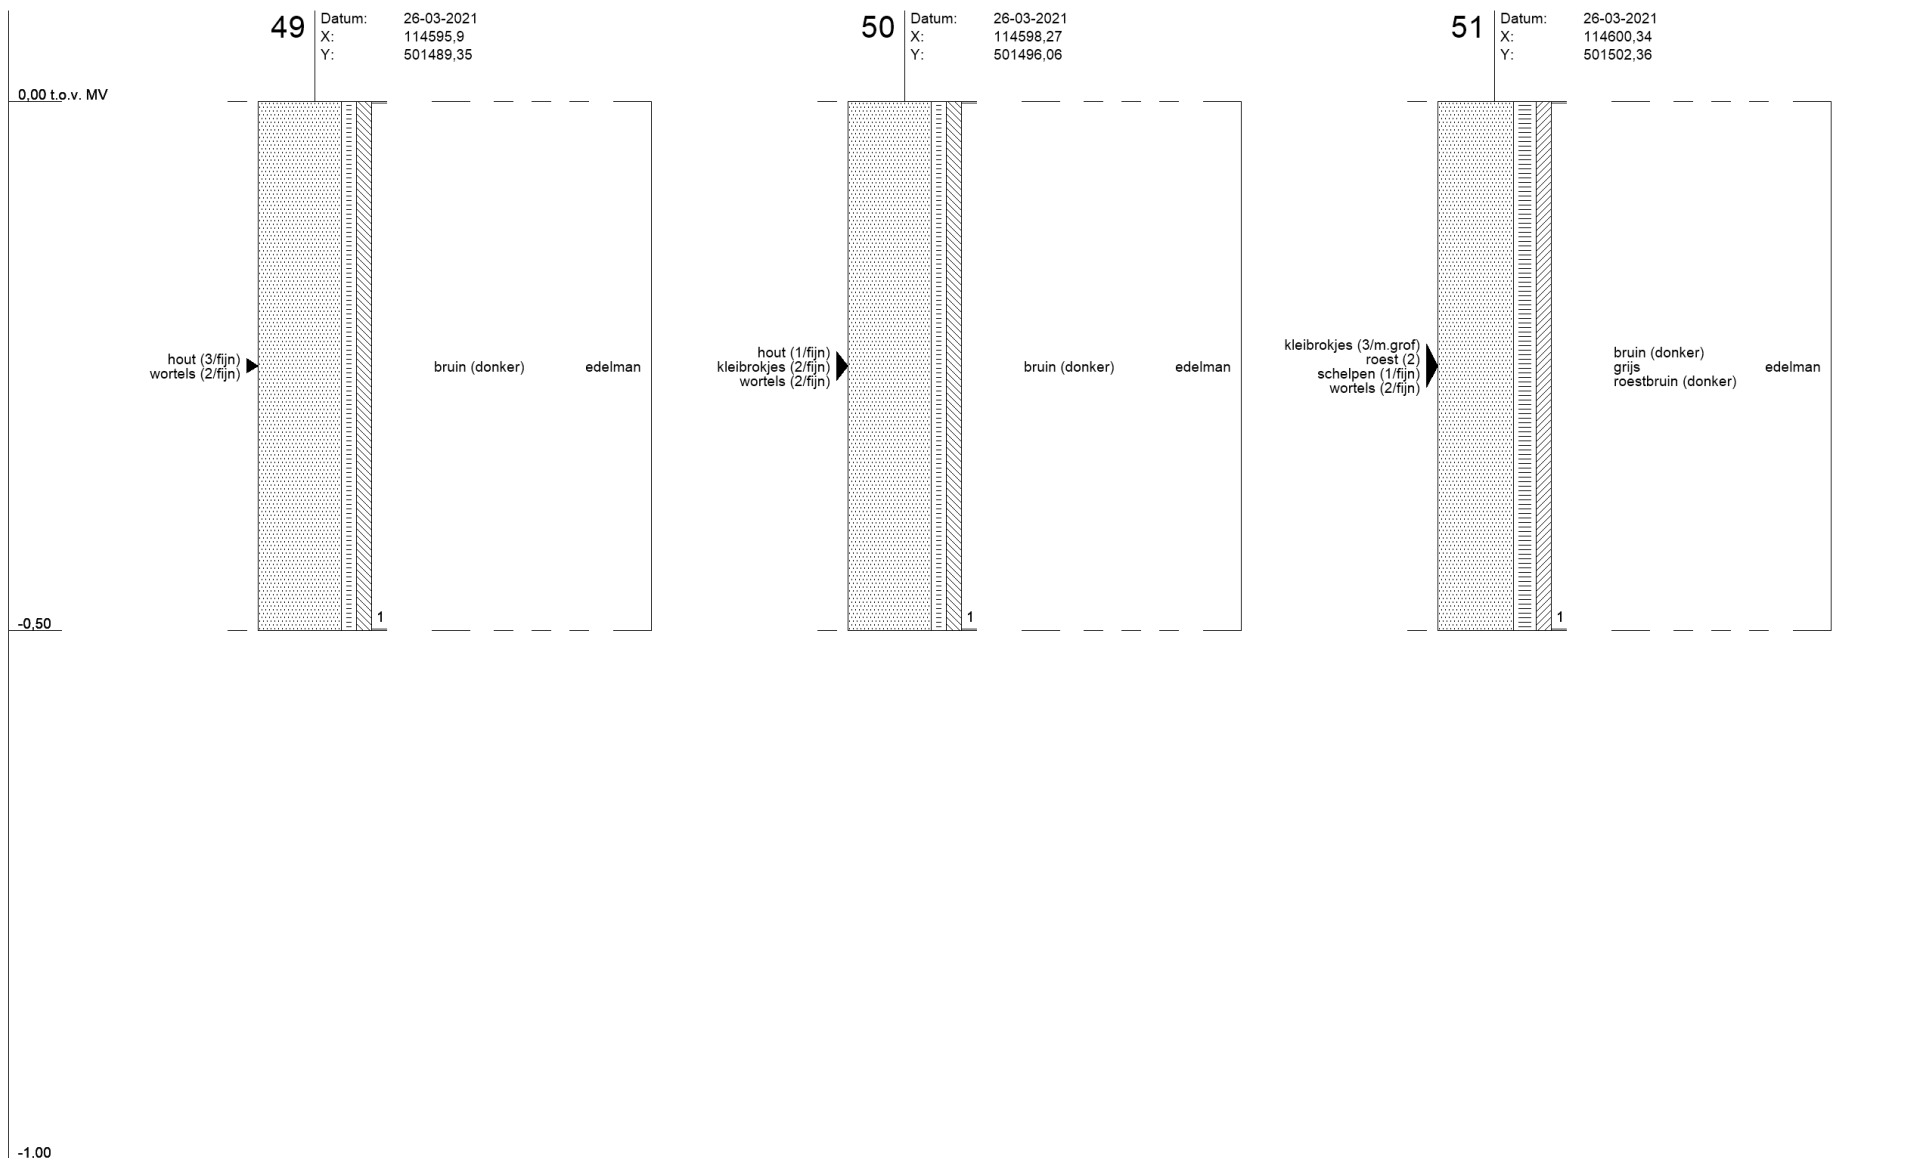 49
Datum: 26-03-2021
X: 114595,9
Y: 501489,35
50
Datum: 26-03-2021
X: 114598,27
Y: 501496,06
51
Datum: 26-03-2021
X: 114600,34
Y: 501502,36
0,00 t.o.v. MV
hout (3/fijn)
wortels (2/fijn)
bruin (donker)
edelman
1
hout (1/fijn)
kleibrokjes (2/fijn)
wortels (2/fijn)
bruin (donker)
edelman
1
kleibrokjes (3/m.grof)
roest (2)
schelpen (1/fijn)
wortels (2/fijn)
bruin (donker)
grijs
roestbruin (donker)
edelman
1
-0,50
-1,00